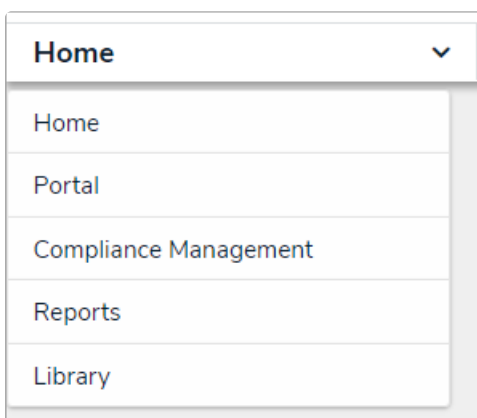 Home
Home
Portal
Compliance Management
Reports
Library